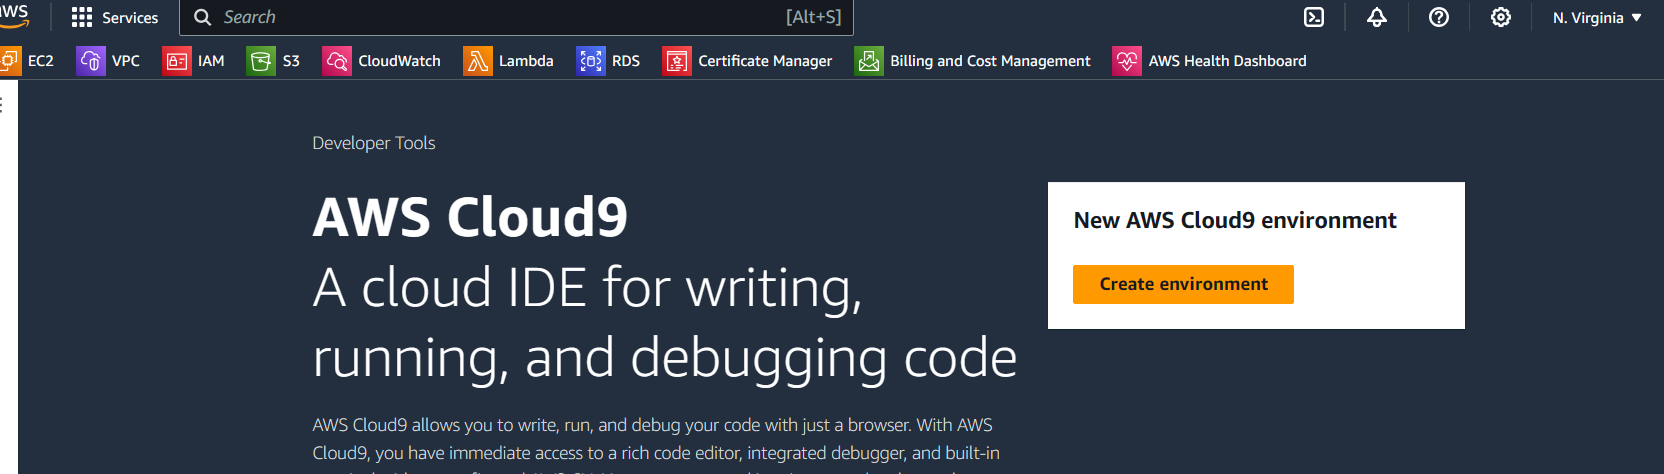 aws
Services
Search
[Alt+S]
N. Virginia
EC2
VPC
IAM
S3
CloudWatch
Lambda
RDS
Certificate Manager
Billing and Cost Management
AWS Health Dashboard
Developer Tools
AWS Cloud9
A cloud IDE for writing,
running, and debugging code
AWS Cloud9 allows you to write, run, and debug your code with just a browser. With AWS
Cloud9, you have immediate access to a rich code editor, integrated debugger, and built-in
New AWS Cloud9 environment
Create environment